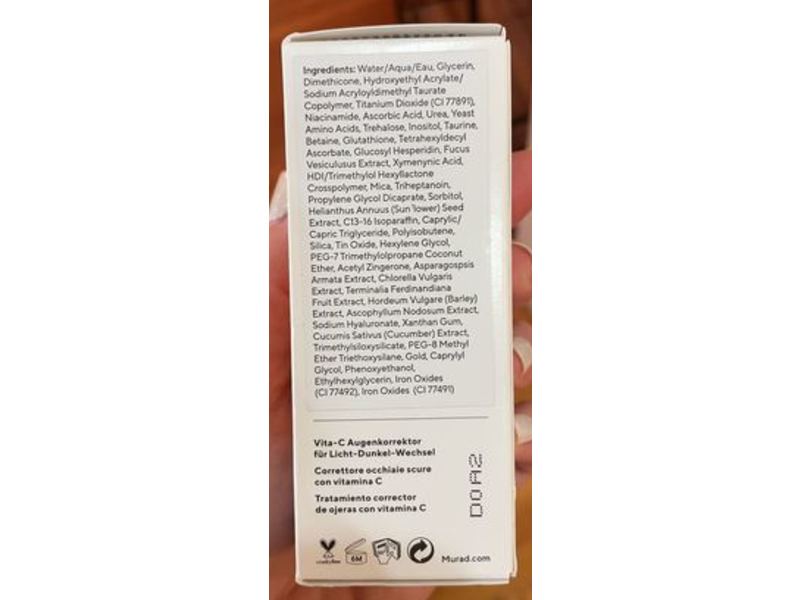 Ingredients: Water/Aqua/Eau, Glycerin,
Dimethicone, Hydroxyethyl Acrylate/
Sodium Acryloyldimethyl Taurate
Copolymer, Titanium Dioxide (CI 77891),
Niacinamide, Ascorbic Acid, Urea, Yeast
Amino Acids, Trehalose, Inositol, Taurine,
Betaine, Glutathione, Tetrahexyldecyl
Ascorbate, Glucosyl Hesperidin, Fucus
Vesiculosus Extract, Xymenynic Acid,
HDI/Trimethylol Hexyllactone
Crosspolymer, Mica, Triheptanoin,
Propylene Glycol Dicaprate, Sorbitol,
Helianthus Annuus (Sunflower) Seed
Extract, C13-16 Isoparaffin, Caprylic/
Capric Triglyceride, Polyisobutene,
Silica, Tin Oxide, Hexylene Glycol,
PEG-7 Trimethylolpropane Coconut
Ether, Acetyl Zingerone, Asparagopsis
Armata Extract, Chlorella Vulgaris
Extract, Terminalia Ferdinandiana
Fruit Extract, Hordeum Vulgare (Barley)
Extract, Ascophyllum Nodosum Extract,
Sodium Hyaluronate, Xanthan Gum,
Cucumis Sativus (Cucumber) Extract,
Trimethylsiloxysilicate, PEG-8 Methyl
Ether Triethoxysilane, Gold, Caprylyl
Glycol, Phenoxyethanol,
Ethylhexylglycerin, Iron Oxides
(CI 77492), Iron Oxides (CI 77491)
Vita-C Augenkorrektor
für Licht-Dunkel-Wechsel
Correttore occhiaie scure
con vitamina C
Tratamiento corrector
de ojeras con vitamina C
D0A2
6M
Murad.com